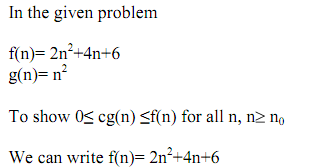 In the given problem
f(n)= 2n²+4n+6
g(n)= n²
To show 0≤ cg(n) ≤f(n) for all n, n≥ n₀
We can write f(n)= 2n²+4n+6